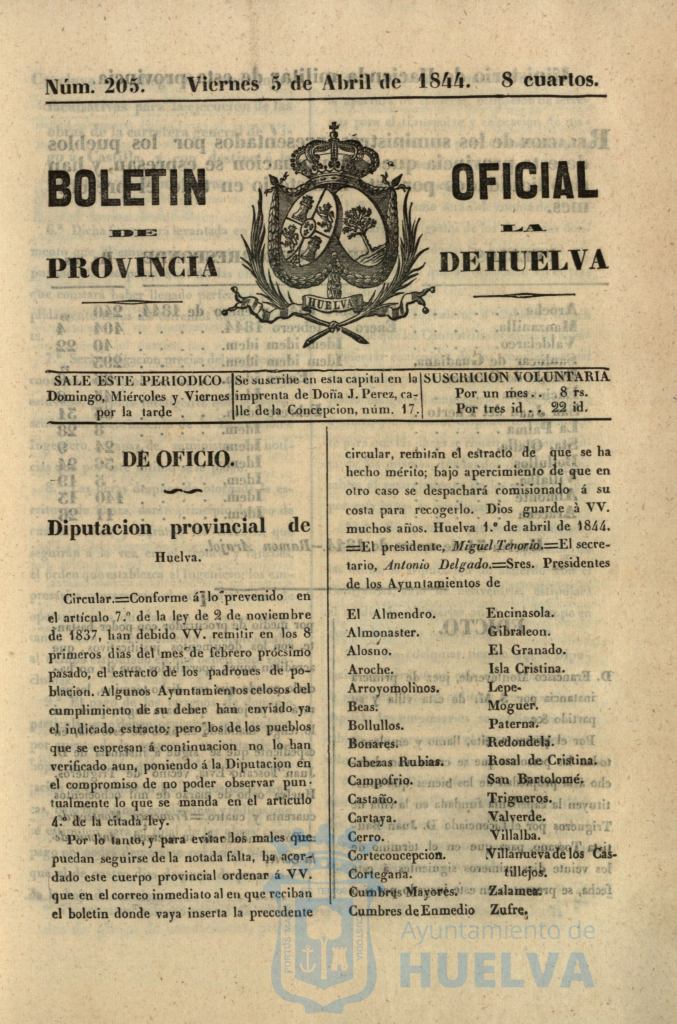 Núm. 205. Viernes 5 de Abril de 1844. 8 cuartos.
BOLETIN OFICIAL
DE LA
PROVINCIA DE HUELVA
HUELVA
SALE ESTE PERIODICO
Domingo, Miércoles y Viernes
por la tarde
Se suscribe en esta capital en la
imprenta de Doña J. Perez, ca-
lle de la Concepcion, núm. 17.
SUSCRICION VOLUNTARIA
Por un mes . . 8 rs.
Por tres id . . 22 id.
DE OFICIO.
Diputacion provincial de
Huelva.
Circular.=Conforme á lo prevenido en
el artículo 7.º de la ley de 2 de noviembre
de 1837, han debido VV. remitir en los 8
primeros dias del mes de febrero prócsimo
pasado, el estracto de los padrones de po-
blacion. Algunos Ayuntamientos celosos del
cumplimiento de su deber han enviado ya
el indicado estracto; pero los de los pueblos
que se espresan á continuacion no lo han
verificado aun, poniendo á la Diputacion en
el compromiso de no poder observar pun-
tualmente lo que se manda en el artículo
4.º de la citada ley.
Por lo tanto, y para evitar los males que
puedan seguirse de la notada falta, ha acor-
dado este cuerpo provincial ordenar á VV.
que en el correo inmediato al en que reciban
el boletin donde vaya inserta la precedente
circular, remitan el estracto de que se ha
hecho mérito; bajo apercimiento de que en
otro caso se despachará comisionado á su
costa para recogerlo. Dios guarde à VV.
muchos años. Huelva 1.º de abril de 1844.
=El presidente, Miguel Tenorio.=El secre-
tario, Antonio Delgado.=Sres. Presidentes
de los Ayuntamientos de
El Almendro.
Almonaster.
Alosno.
Aroche.
Arroyomolinos.
Beas.
Bollullos.
Bonares.
Cabezas Rubias.
Campofrio.
Castaño.
Cartaya.
Cerro.
Corteconcepcion.
Cortegana.
Cumbres Mayores.
Cumbres de Enmedio
Encinasola.
Gibraleon.
El Granado.
Isla Cristina.
Lepe-
Moguer.
Paterna.
Redondela.
Rosal de Cristina.
San Bartolomé.
Trigueros.
Valverde.
Villalba.
Villanueva de los Cas-
tillejos.
Zalamea.
Zufre.
Ayuntamiento de
HUELVA